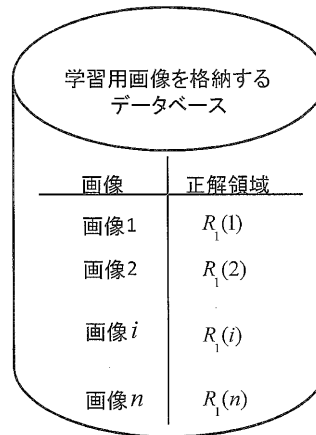 学習用画像を格納する
データベース
画像 正解領域
画像1 R₁(1)
画像2 R₁(2)
画像i R₁(i)
画像n R₁(n)